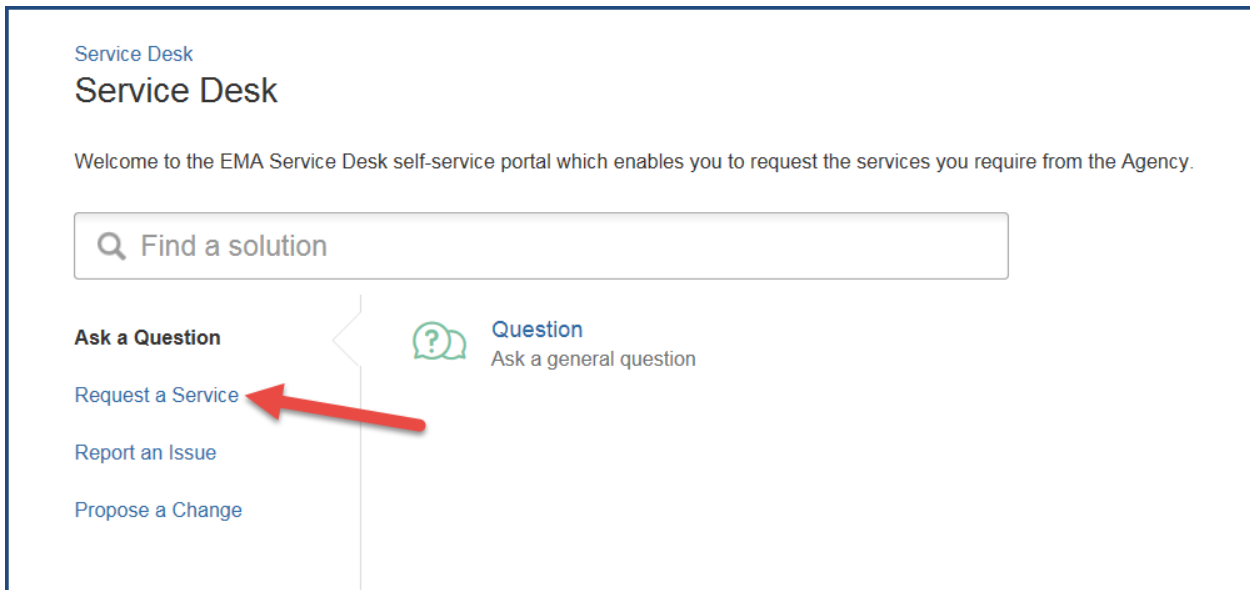 Service Desk
Service Desk
Welcome to the EMA Service Desk self-service portal which enables you to request the services you require from the Agency.
Find a solution
Ask a Question
Request a Service
Report an Issue
Propose a Change
Question
Ask a general question